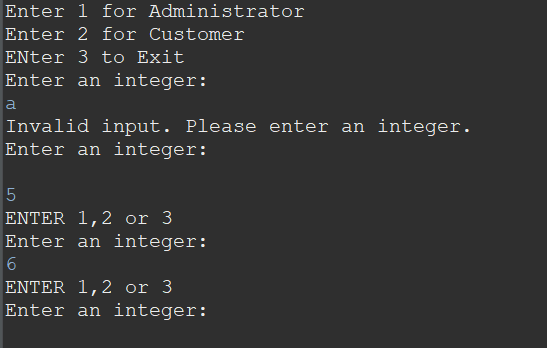 Enter 1 for Administrator
Enter 2 for Customer
ENter 3 to Exit
Enter an integer:
a
Invalid input. Please enter an integer.
Enter an integer:
5
ENTER 1,2 or 3
Enter an integer:
6
ENTER 1,2 or 3
Enter an integer: